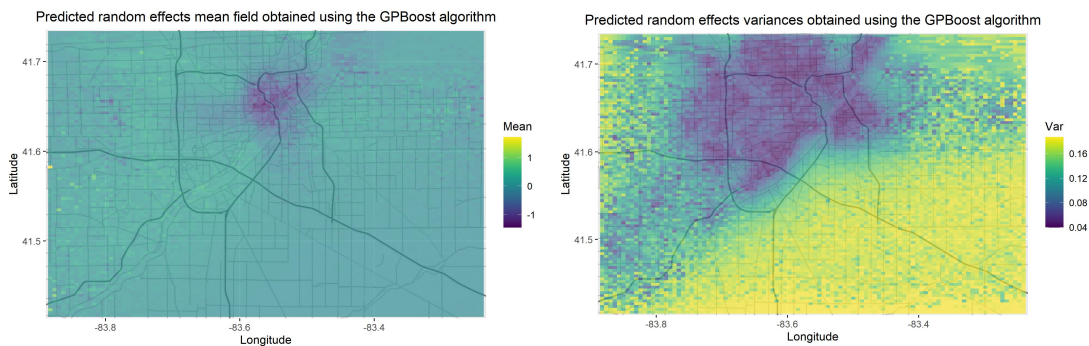 Predicted random effects mean field obtained using the GPBoost algorithm
41.7
41.6
41.5
Latitude
-83.8
-83.6
-83.4
Longitude
Mean
1
0
-1
Predicted random effects variances obtained using the GPBoost algorithm
41.7
41.6
41.5
Latitude
-83.8
-83.6
-83.4
Longitude
Var
0.16
0.12
0.08
0.04